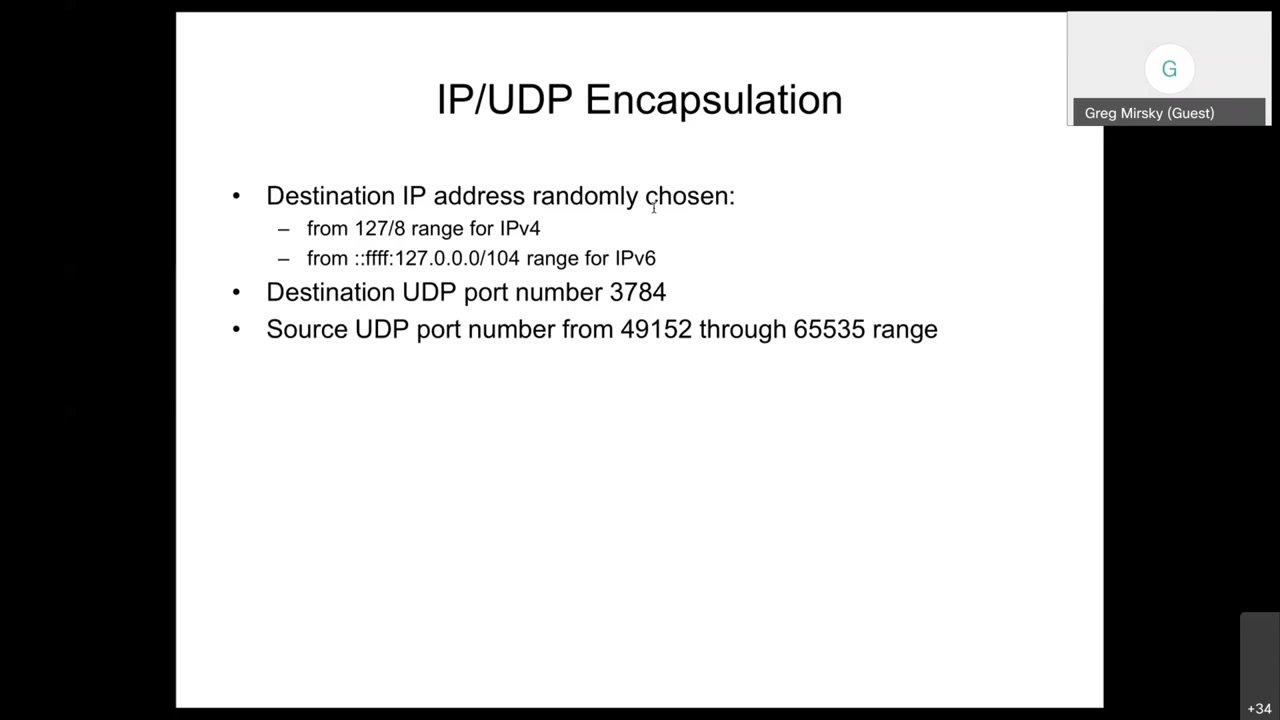 IP/UDP Encapsulation
G
Greg Mirsky (Guest)
• Destination IP address randomly chosen:
– from 127/8 range for IPv4
– from ::ffff:127.0.0.0/104 range for IPv6
• Destination UDP port number 3784
• Source UDP port number from 49152 through 65535 range
+34